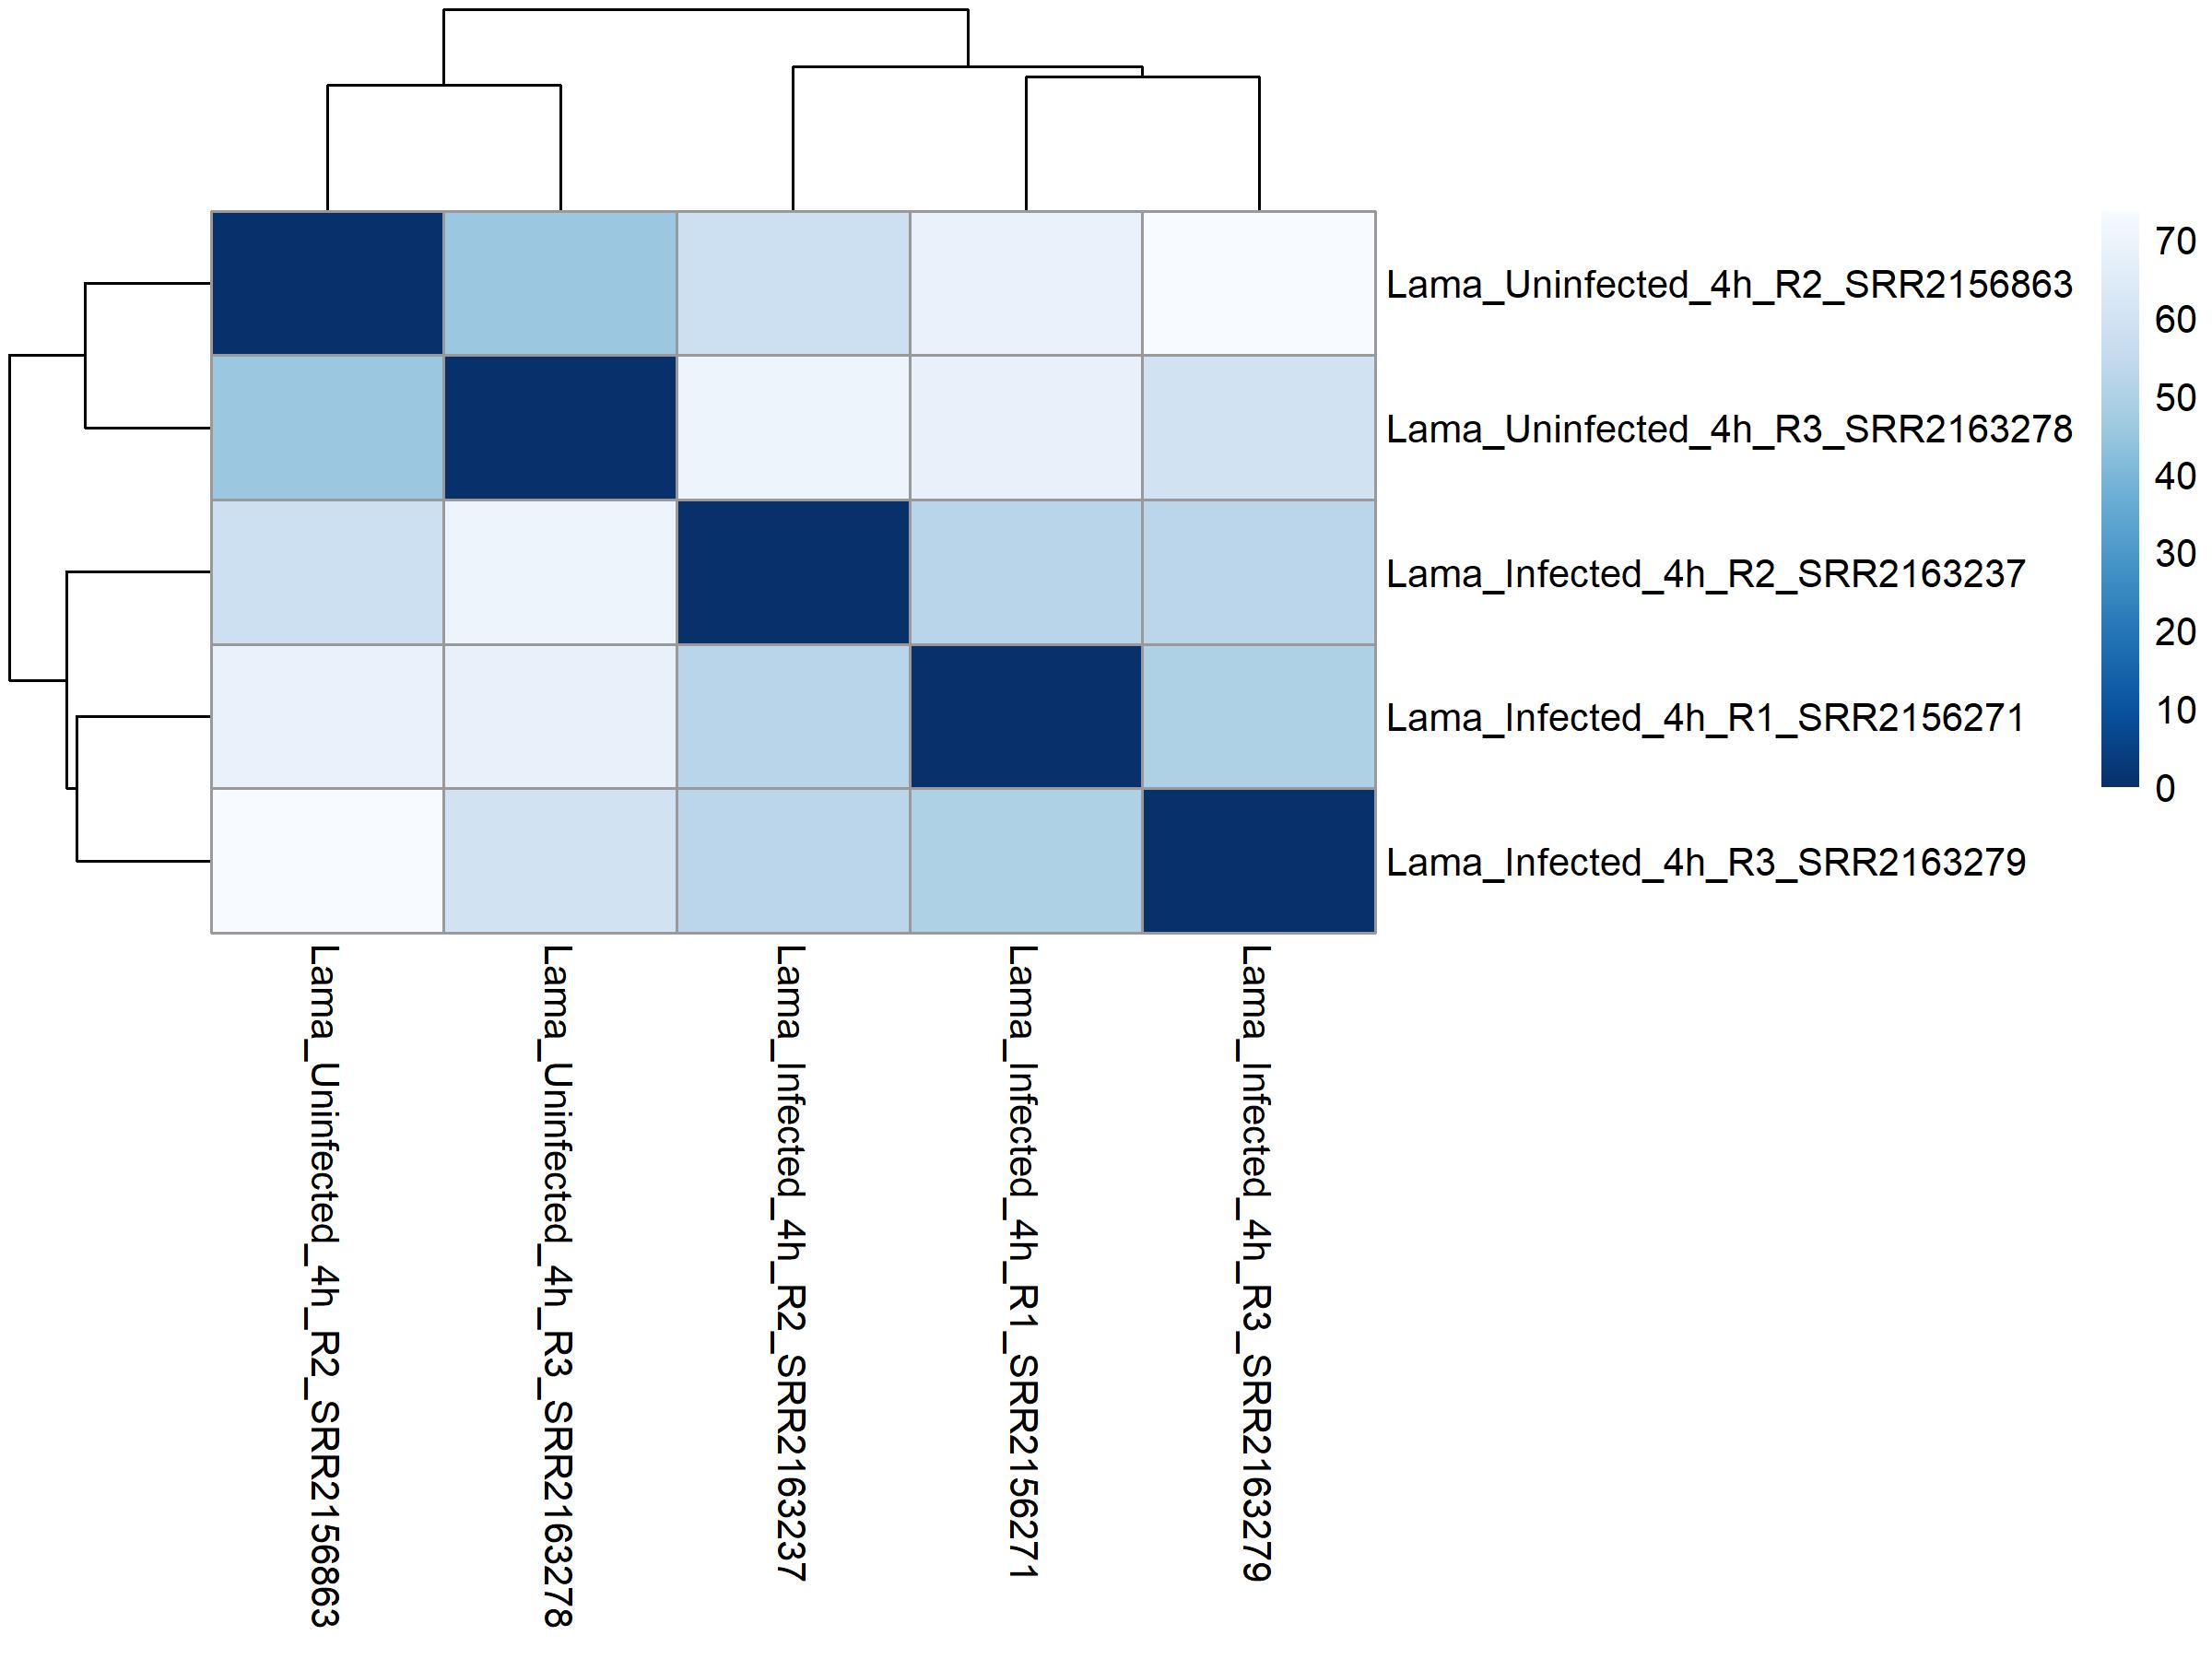 Lama_Uninfected_4h_R2_SRR2156863
Lama_Uninfected_4h_R3_SRR2163278
Lama_Infected_4h_R2_SRR2163237
Lama_Infected_4h_R1_SRR2156271
Lama_Infected_4h_R3_SRR2163279
70
60
50
40
30
20
10
0
Lama_Uninfected_4h_R2_SRR2156863
Lama_Uninfected_4h_R3_SRR2163278
Lama_Infected_4h_R2_SRR2163237
Lama_Infected_4h_R1_SRR2156271
Lama_Infected_4h_R3_SRR2163279